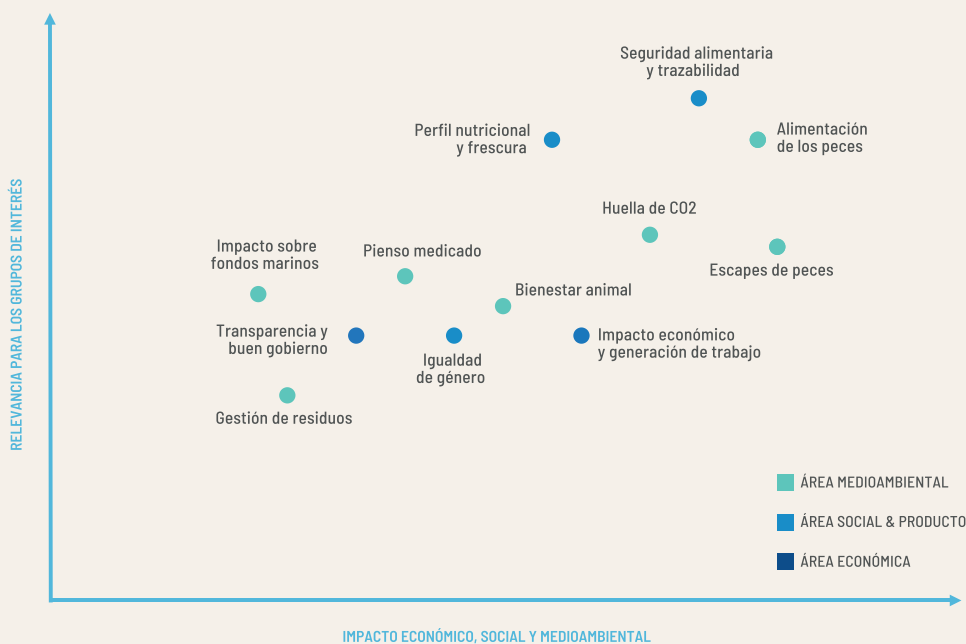 Seguridad alimentaria
y trazabilidad
Perfil nutricional
y frescura
Alimentación
de los peces
Huella de CO2
Impacto sobre
fondos marinos
Pienso medicado
Escapes de peces
Bienestar animal
Transparencia y
buen gobierno
Igualdad
de género
Impacto económico
y generación de trabajo
Gestión de residuos
RELEVANCIA PARA LOS GRUPOS DE INTERÉS
ÁREA MEDIOAMBIENTAL
ÁREA SOCIAL & PRODUCTO
ÁREA ECONÓMICA
IMPACTO ECONÓMICO, SOCIAL Y MEDIOAMBIENTAL